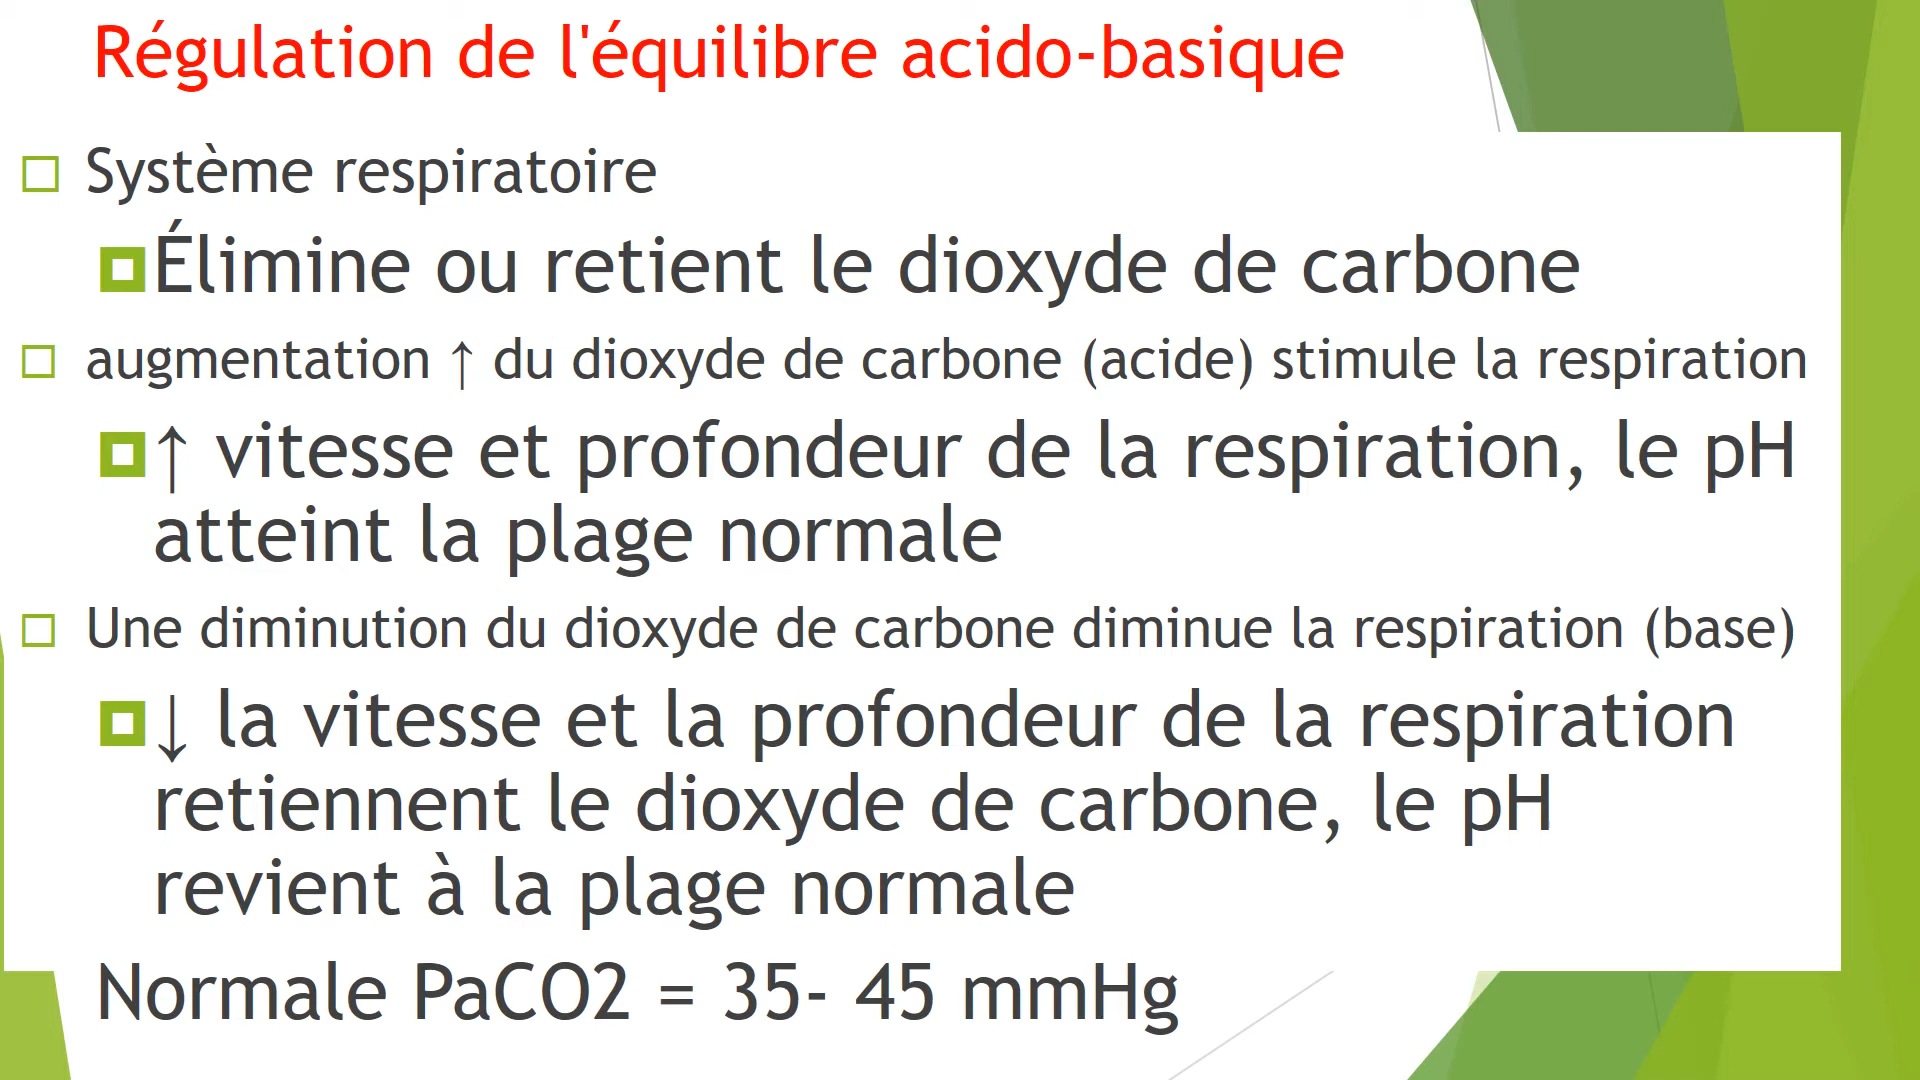 Régulation de l'équilibre acido-basique
Système respiratoire
Élimine ou retient le dioxyde de carbone
augmentation ↑ du dioxyde de carbone (acide) stimule la respiration
↑ vitesse et profondeur de la respiration, le pH
atteint la plage normale
Une diminution du dioxyde de carbone diminue la respiration (base)
↓ la vitesse et la profondeur de la respiration
retiennent le dioxyde de carbone, le pH
revient à la plage normale
Normale PaCO2 = 35- 45 mmHg